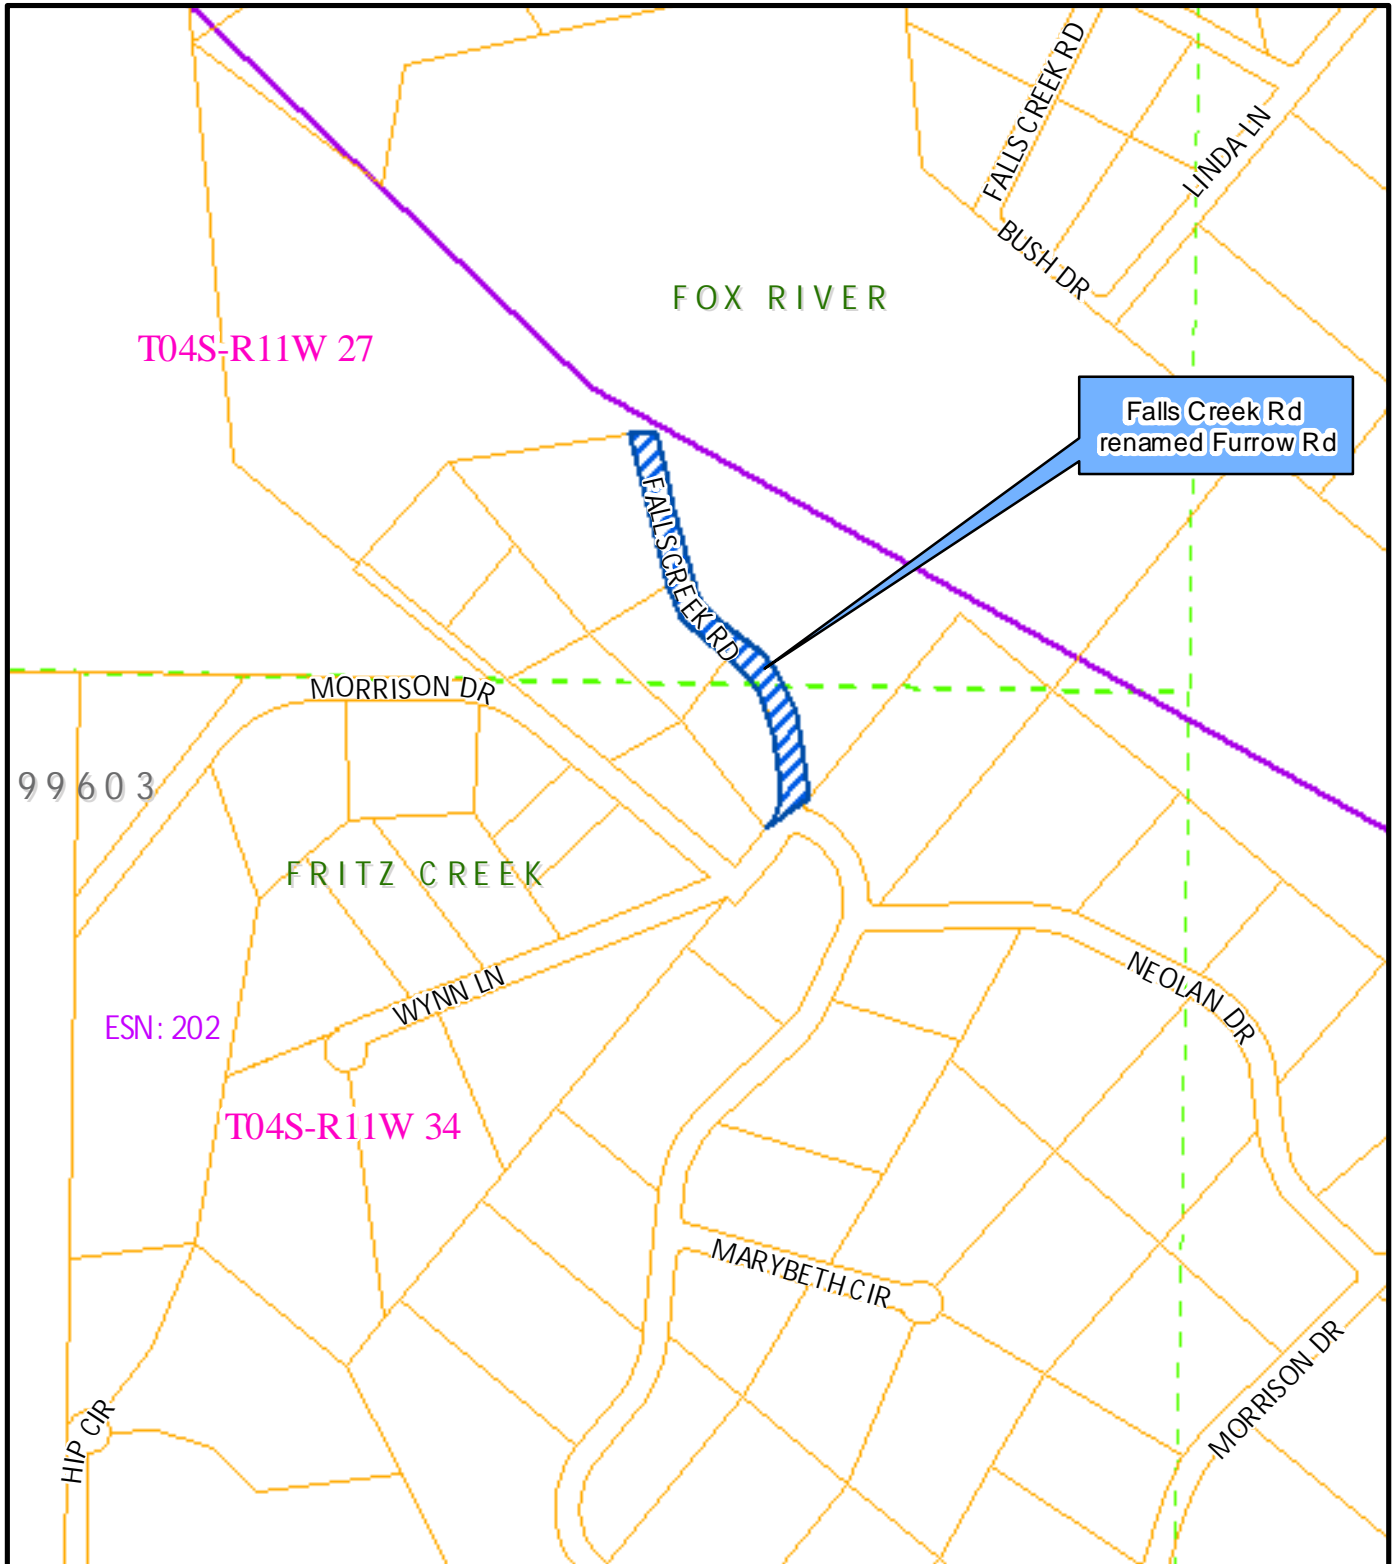 FALLS CREEK RD
LINDA LN
BUSH DR
FOX RIVER
T04S-R11W 27
Falls Creek Rd
renamed Furrow Rd
FALLS CREEK RD
MORRISON DR
99603
FRITZ CREEK
WYNN LN
NEOLAN DR
ESN: 202
T04S-R11W 34
MARYBETH CIR
MORRISON DR
HIP CIR